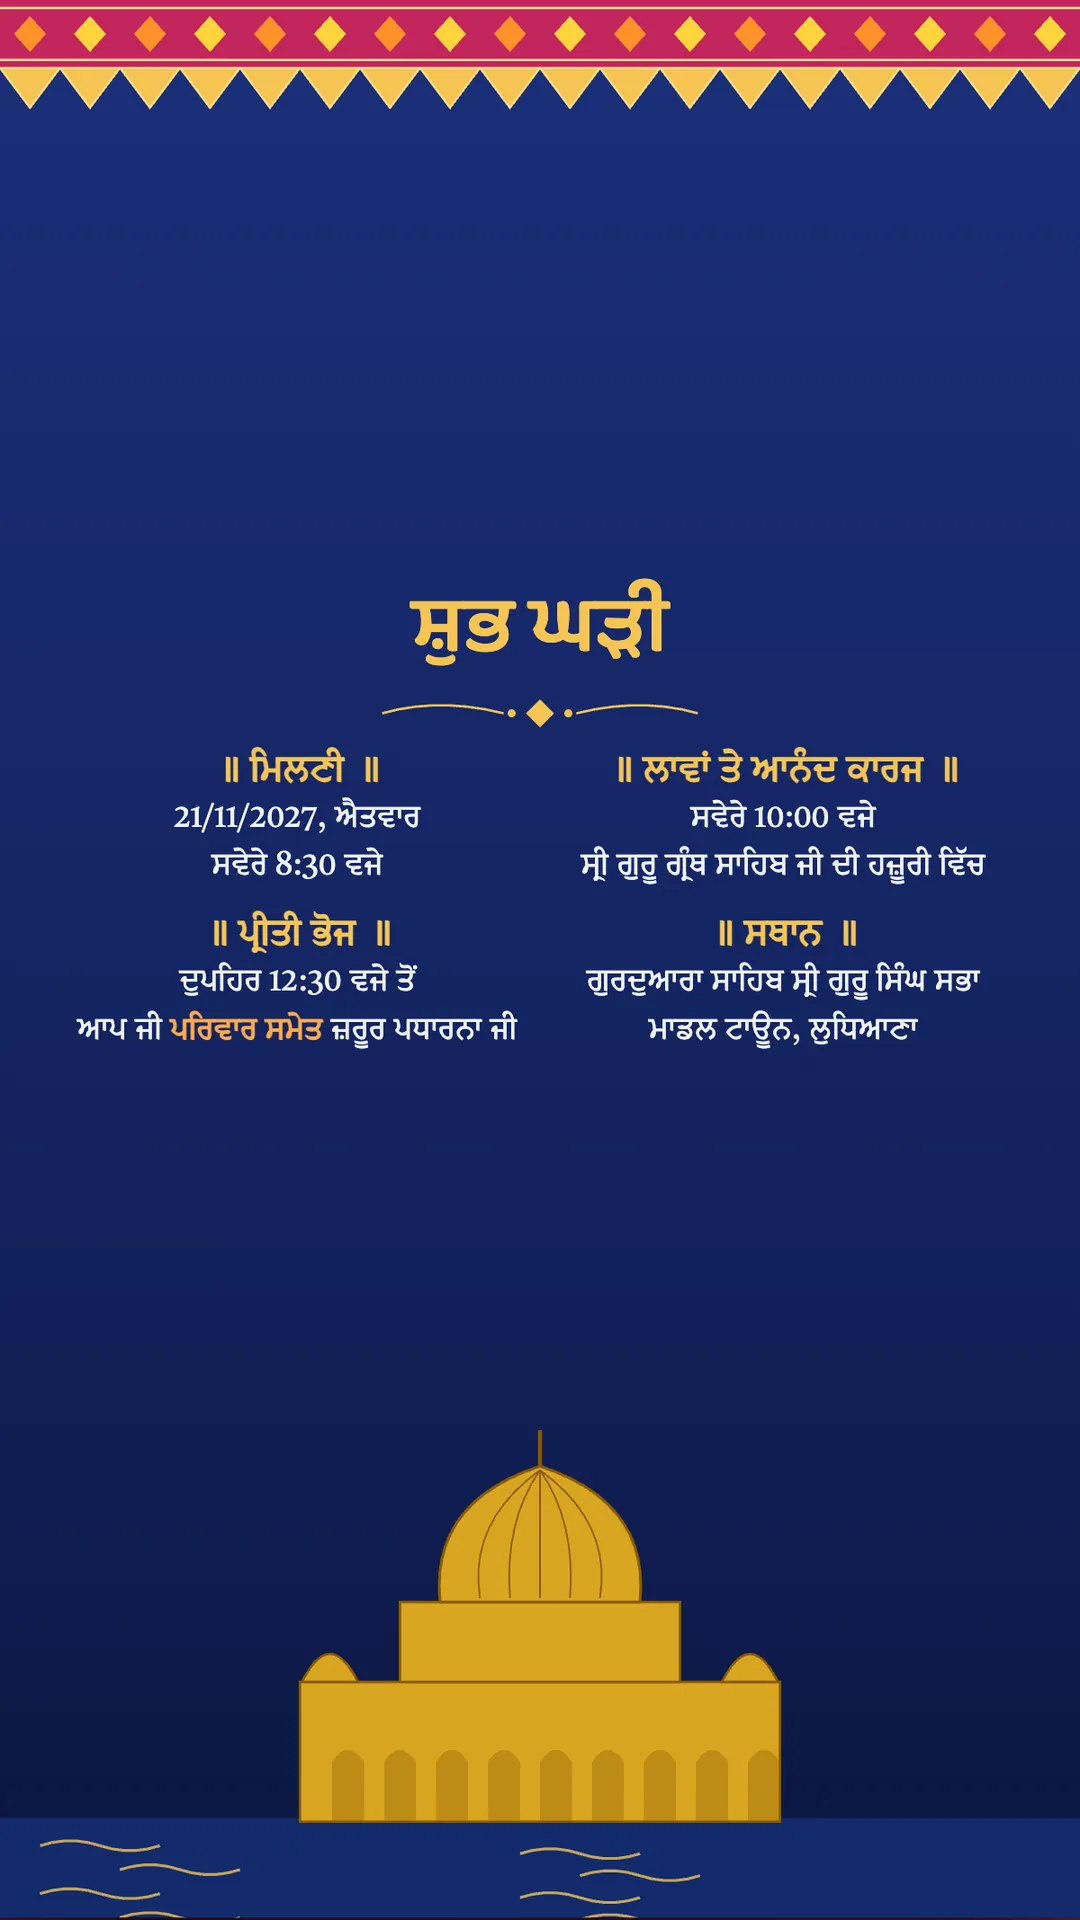 ਸ਼ੁਭ ਘੜੀ
॥ ਮਿਲਣੀ ॥
21/11/2027, ਐਤਵਾਰ
ਸਵੇਰੇ 8:30 ਵਜੇ
॥ ਲਾਵਾਂ ਤੇ ਆਨੰਦ ਕਾਰਜ ॥
ਸਵੇਰੇ 10:00 ਵਜੇ
ਸ੍ਰੀ ਗੁਰੂ ਗ੍ਰੰਥ ਸਾਹਿਬ ਜੀ ਦੀ ਹਜ਼ੂਰੀ ਵਿੱਚ
॥ ਪ੍ਰੀਤੀ ਭੋਜ ॥
ਦੁਪਹਿਰ 12:30 ਵਜੇ ਤੋਂ
ਆਪ ਜੀ ਪਰਿਵਾਰ ਸਮੇਤ ਜ਼ਰੂਰ ਪਧਾਰਨਾ ਜੀ
॥ ਸਥਾਨ ॥
ਗੁਰਦੁਆਰਾ ਸਾਹਿਬ ਸ੍ਰੀ ਗੁਰੂ ਸਿੰਘ ਸਭਾ
ਮਾਡਲ ਟਾਊਨ, ਲੁਧਿਆਣਾ